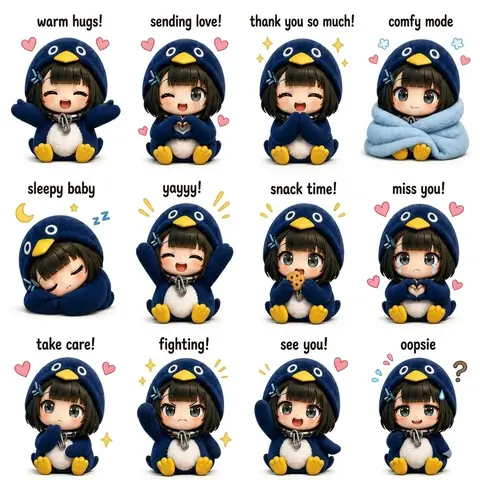 warm hugs!
sending love!
thank you so much!
comfy mode
sleepy baby
zz
yayyy!
snack time!
miss you!
take care!
fighting!
see you!
oopsie
?